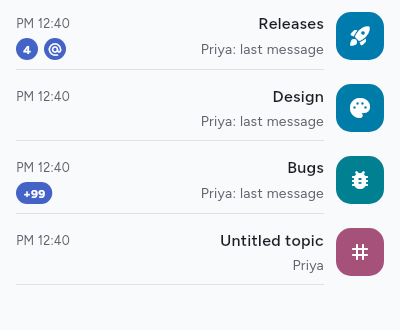 Releases
PM 12:40
Priya: last message
4 @
Design
PM 12:40
Priya: last message
Bugs
PM 12:40
Priya: last message
+99
Untitled topic
PM 12:40
Priya